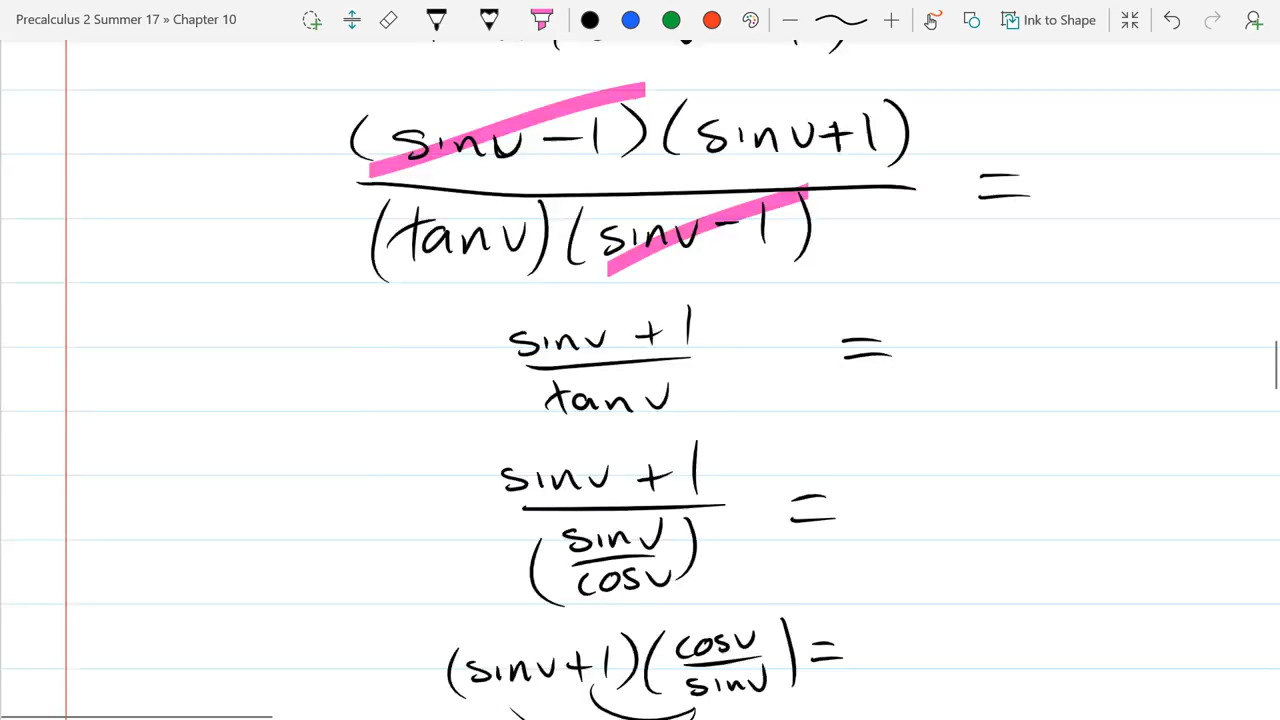 Precalculus 2 Summer 17 » Chapter 10
Ink to Shape
(sinv - 1)(sinv + 1)
=
(tanv)(sinv - 1)
sinv + 1
=
tanv
sinv + 1
=
(sinv
cosv)
(sinv + 1)(cosv
sinv) =